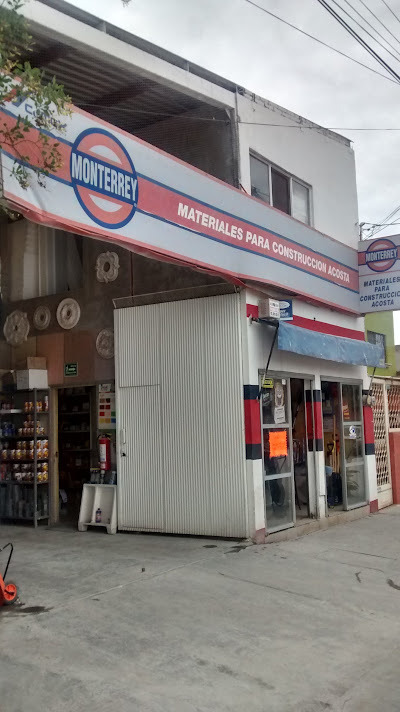 MONTERREY
MATERIALES PARA CONSTRUCCION ACOSTA
MONTERREY
MATERIALES
PARA
CONSTRUCCION
ACOSTA